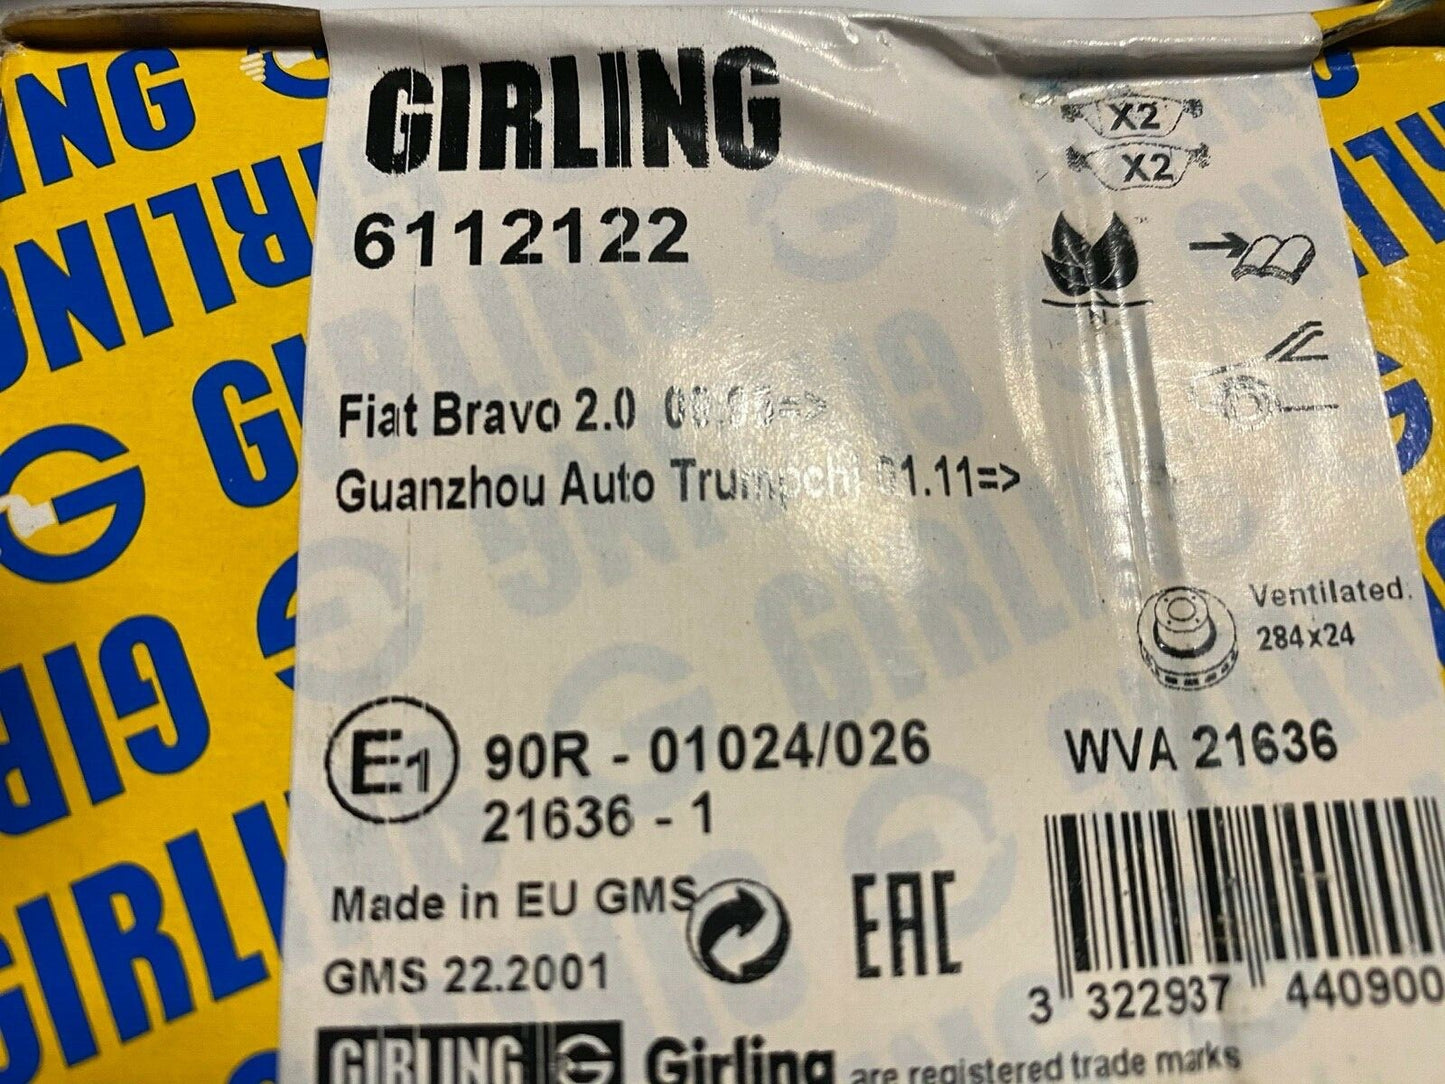 GIRLING
6112122
X2
X2
N
Fiat Bravo 2.0
Guanzhou Auto Trumpchi 01.11=>
Ventilated.
284x24
E1
90R - 01024/026
21636 - 1
WVA 21636
Made in EU GMS
GMS 22.2001
EAC
3 322937 440900
GIRLING G Girling are registered trade marks